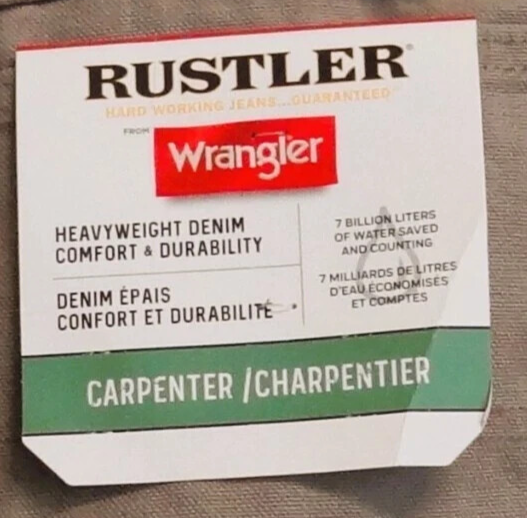 RUSTLER®
HARD WORKING JEANS...GUARANTEED™
FROM
Wrangler
HEAVYWEIGHT DENIM
COMFORT & DURABILITY
DENIM ÉPAIS
CONFORT ET DURABILITÉ
7 BILLION LITERS
OF WATER SAVED
AND COUNTING
7 MILLIARDS DE LITRES
D'EAU ÉCONOMISÉS
ET COMPTES
CARPENTER /CHARPENTIER